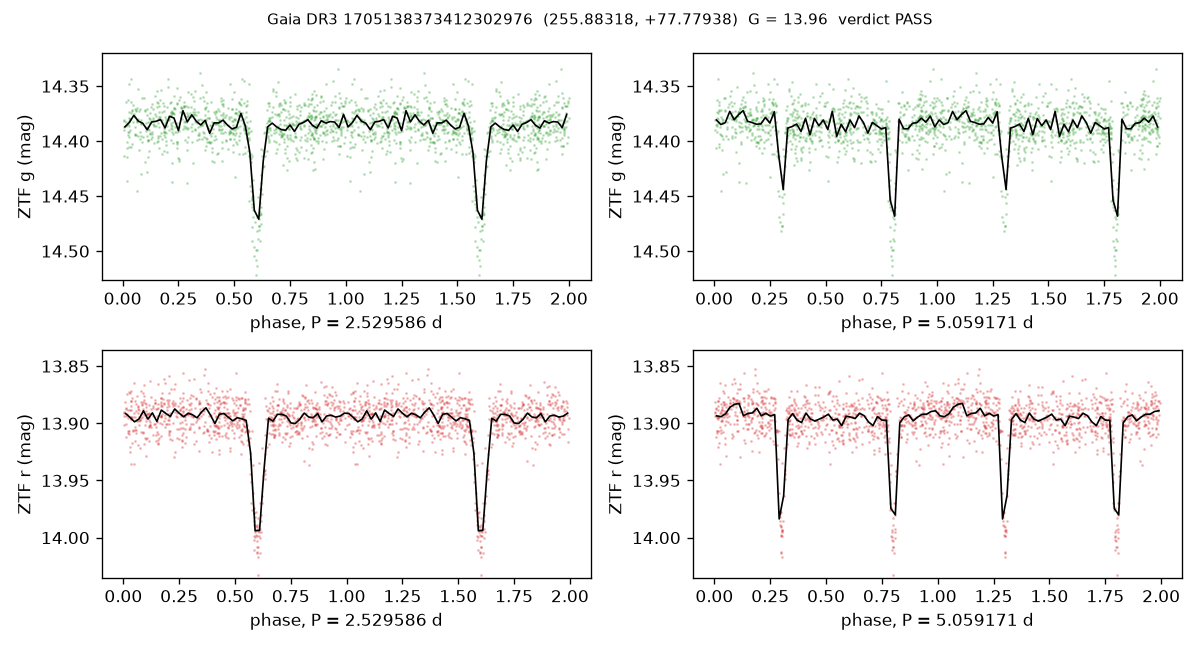 Gaia DR3 1705138373412302976  (255.88318, +77.77938)  G = 13.96  verdict PASS
ZTF g (mag)
14.35
14.40
14.45
14.50
0.00 0.25 0.50 0.75 1.00 1.25 1.50 1.75 2.00
phase, P = 2.529586 d
ZTF g (mag)
14.35
14.40
14.45
14.50
0.00 0.25 0.50 0.75 1.00 1.25 1.50 1.75 2.00
phase, P = 5.059171 d
ZTF r (mag)
13.85
13.90
13.95
14.00
0.00 0.25 0.50 0.75 1.00 1.25 1.50 1.75 2.00
phase, P = 2.529586 d
ZTF r (mag)
13.85
13.90
13.95
14.00
0.00 0.25 0.50 0.75 1.00 1.25 1.50 1.75 2.00
phase, P = 5.059171 d